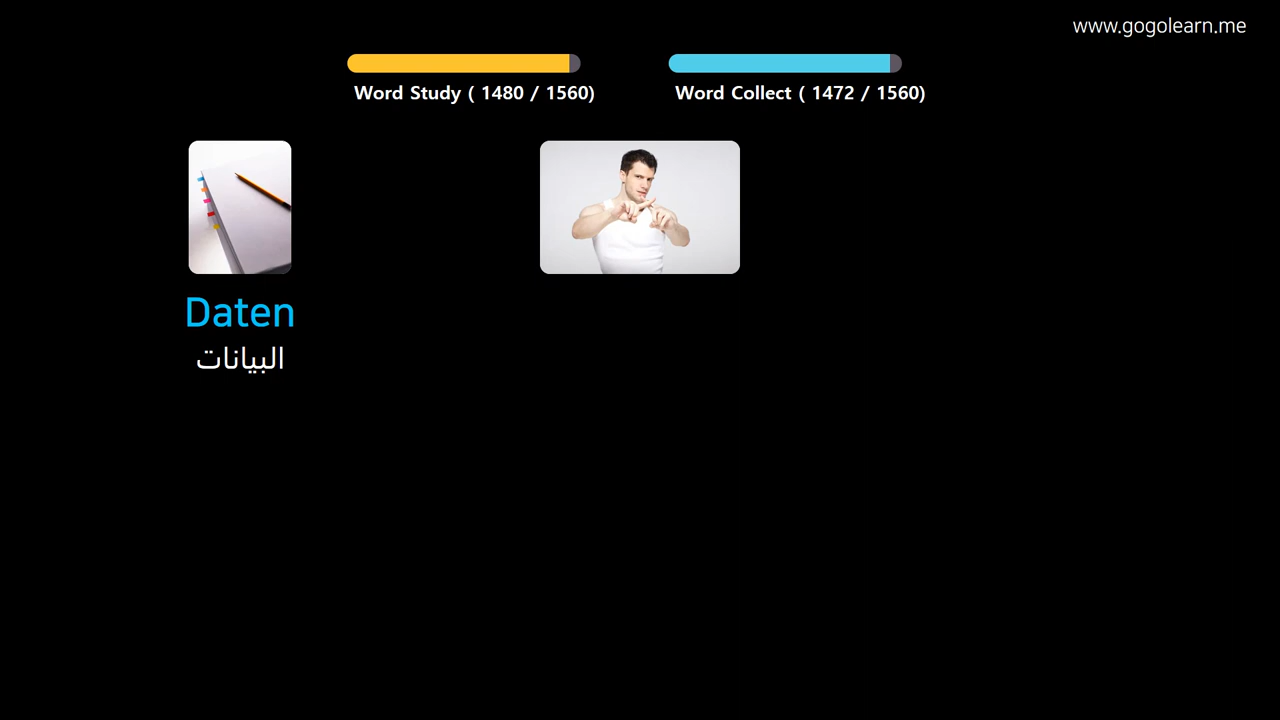 www.gogolearn.me
Word Study ( 1480 / 1560)
Word Collect ( 1472 / 1560)
Daten
البيانات